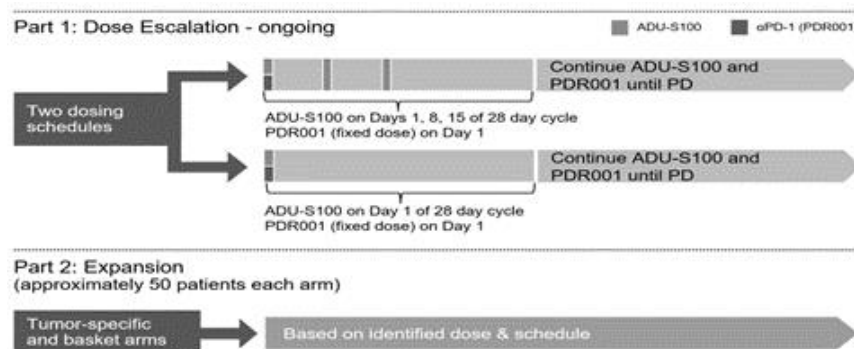 Part 1: Dose Escalation - ongoing
ADU-S100
αPD-1 (PDR001
Two dosing
schedules
Continue ADU-S100 and
PDR001 until PD
ADU-S100 on Days 1, 8, 15 of 28 day cycle
PDR001 (fixed dose) on Day 1
Continue ADU-S100 and
PDR001 until PD
ADU-S100 on Day 1 of 28 day cycle
PDR001 (fixed dose) on Day 1
Part 2: Expansion
(approximately 50 patients each arm)
Tumor-specific
and basket arms
Based on identified dose & schedule